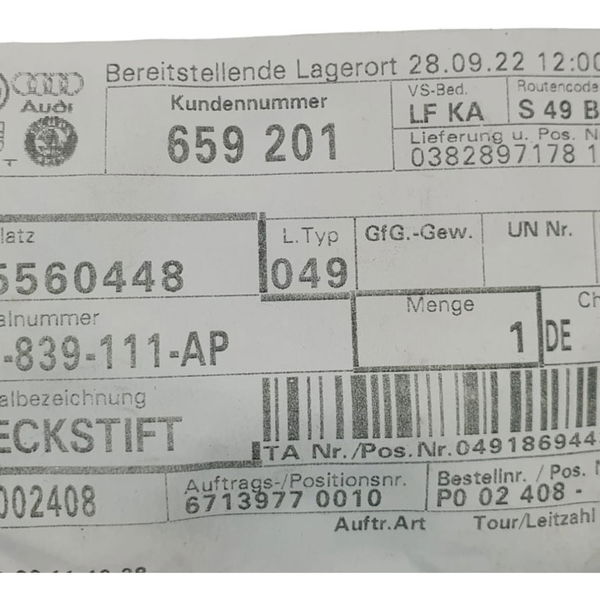 Bereitstellende Lagerort 28.09.22 12:00
Audi
Kundennummer
659 201
VS-Bed.
LF KA
Routencode
S 49 B
Lieferung u. Pos. N
0382897178 1
latz
5560448
L.Typ
049
GfG.-Gew.
UN Nr.
alnummer
-839-111-AP
Menge
1
Ch
DE
albezeichnung
ECKSTIFT
TA Nr./Pos.Nr.049186944
002408
Auftrags-/Positionsnr.
6713977 0010
Bestellnr. / Pos. N
P0 02 408 -
Auftr.Art
Tour/Leitzahl